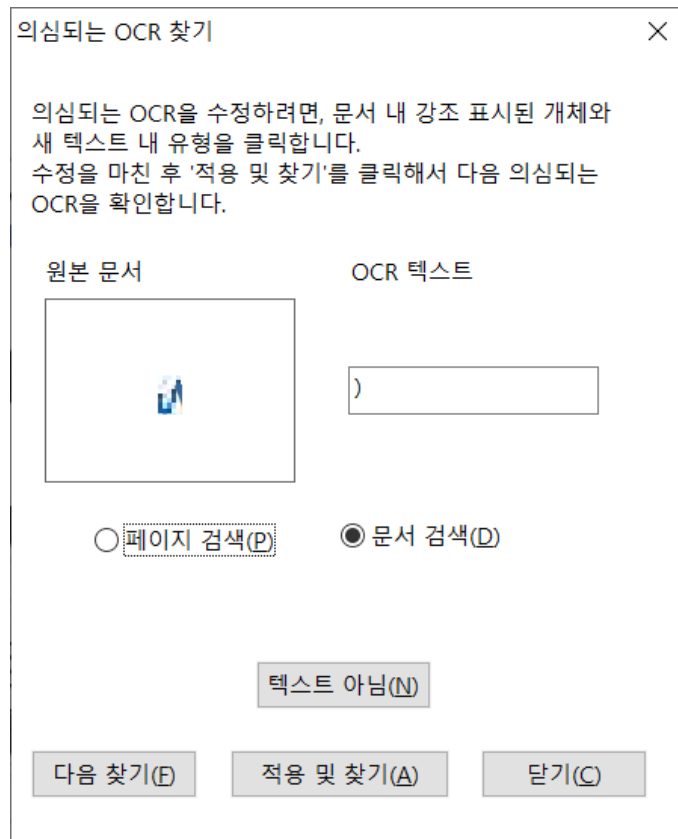 의심되는 OCR 찾기
의심되는 OCR을 수정하려면, 문서 내 강조 표시된 개체와
새 텍스트 내 유형을 클릭합니다.
수정을 마친 후 '적용 및 찾기'를 클릭해서 다음 의심되는
OCR을 확인합니다.
원본 문서
OCR 텍스트
)
페이지 검색(P)
문서 검색(D)
텍스트 아님(N)
다음 찾기(F)
적용 및 찾기(A)
닫기(C)